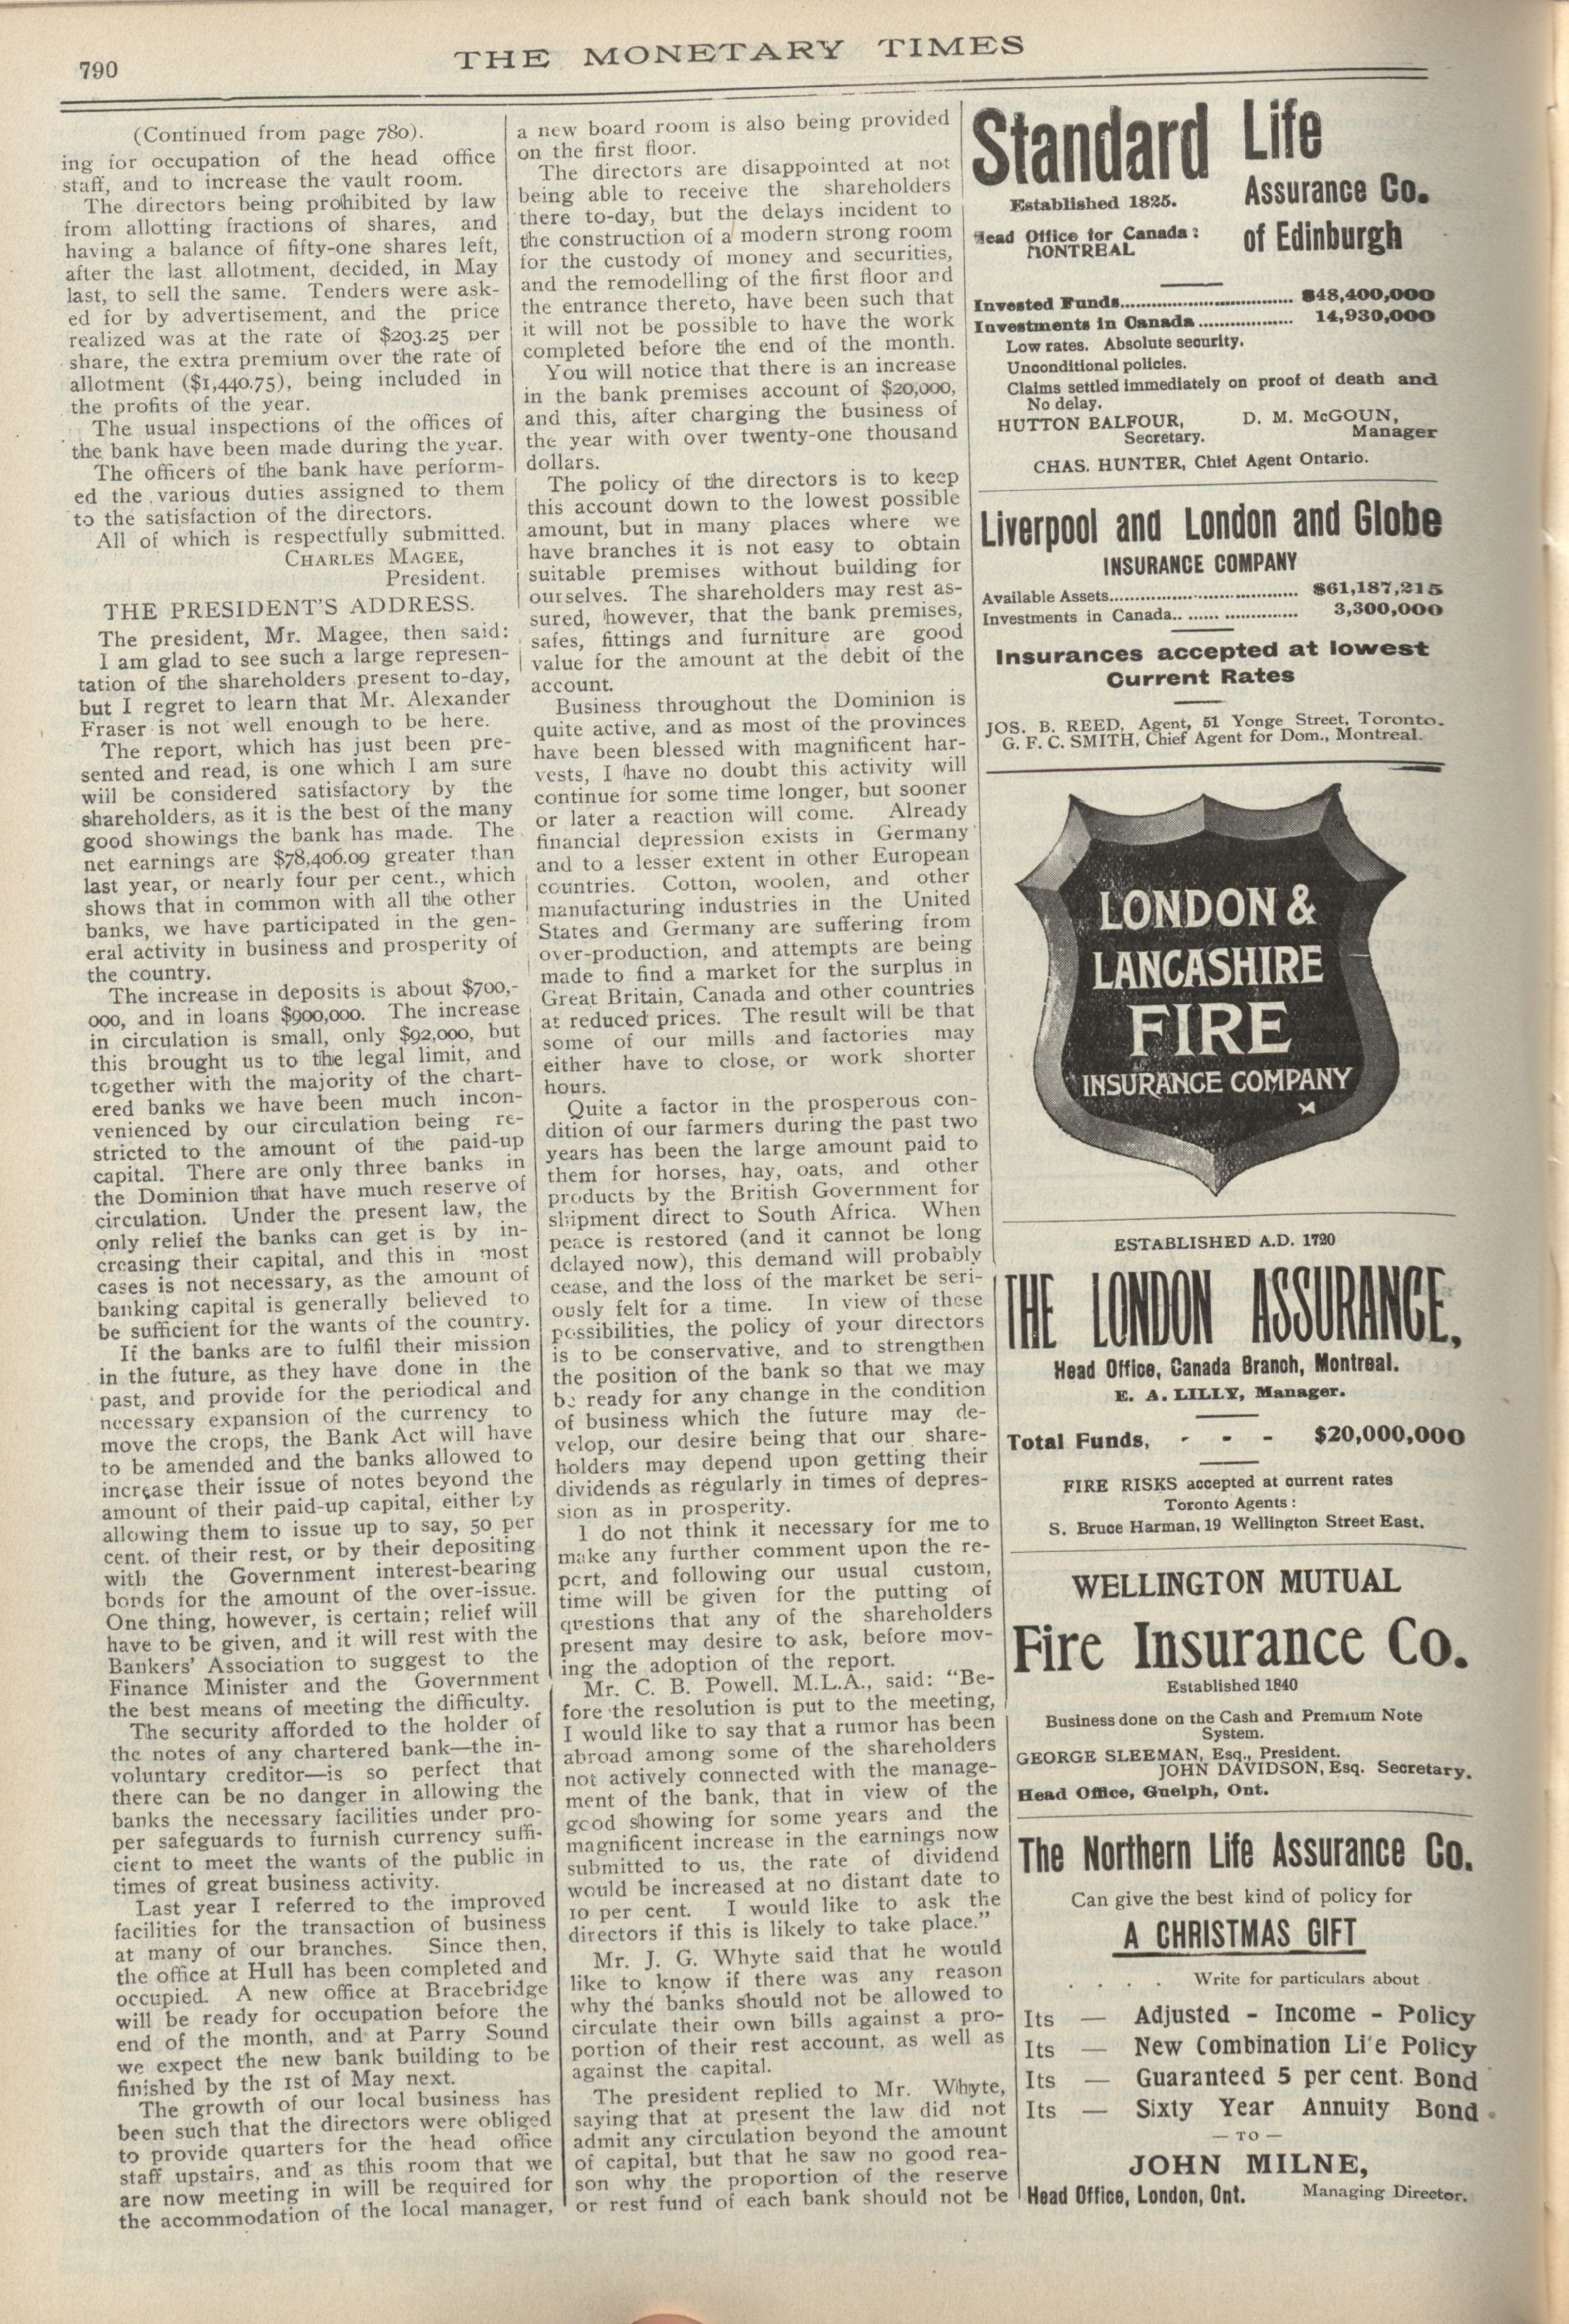 790
THE MONETARY TIMES
(Continued from page 780).
ing for occupation of the head office
staff, and to increase the vault room.
The directors being prohibited by law
from allotting fractions of shares, and
having a balance of fifty-one shares left,
after the last allotment, decided, in May
last, to sell the same. Tenders were ask-
ed for by advertisement, and the price
realized was at the rate of $203.25 per
share, the extra premium over the rate of
allotment ($1,440.75), being included in
the profits of the year.
The usual inspections of the offices of
the bank have been made during the year.
The officers of the bank have perform-
ed the various duties assigned to them
to the satisfaction of the directors.
All of which is respectfully submitted.
CHARLES MAGEE,
President.
THE PRESIDENT'S ADDRESS.
The president, Mr. Magee, then said:
I am glad to see such a large represen-
tation of the shareholders present to-day,
but I regret to learn that Mr. Alexander
Fraser is not well enough to be here.
The report, which has just been pre-
sented and read, is one which I am sure
will be considered satisfactory by the
shareholders, as it is the best of the many
good showings the bank has made. The
net earnings are $78,406.09 greater than
last year, or nearly four per cent., which
shows that in common with all the other
banks, we have participated in the gen-
eral activity in business and prosperity of
the country.
The increase in deposits is about $700,-
000, and in loans $900,000. The increase
in circulation is small, only $92,000, but
this brought us to the legal limit, and
together with the majority of the chart-
ered banks we have been much incon-
venienced by our circulation being re-
stricted to the amount of the paid-up
capital. There are only three banks in
the Dominion that have much reserve of
circulation. Under the present law, the
only relief the banks can get is by in-
creasing their capital, and this in most
cases is not necessary, as the amount of
banking capital is generally believed to
be sufficient for the wants of the country.
If the banks are to fulfil their mission
in the future, as they have done in the
past, and provide for the periodical and
necessary expansion of the currency to
move the crops, the Bank Act will have
to be amended and the banks allowed to
increase their issue of notes beyond the
amount of their paid-up capital, either by
allowing them to issue up to say, 50 per
cent. of their rest, or by their depositing
with the Government interest-bearing
bonds for the amount of the over-issue.
One thing, however, is certain; relief will
have to be given, and it will rest with the
Bankers' Association to suggest to the
Finance Minister and the Government
the best means of meeting the difficulty.
The security afforded to the holder of
the notes of any chartered bank—the in-
voluntary creditor—is so perfect that
there can be no danger in allowing the
banks the necessary facilities under pro-
per safeguards to furnish currency suffi-
cient to meet the wants of the public in
times of great business activity.
Last year I referred to the improved
facilities for the transaction of business
at many of our branches. Since then,
the office at Hull has been completed and
occupied. A new office at Bracebridge
will be ready for occupation before the
end of the month, and at Parry Sound
we expect the new bank building to be
finished by the 1st of May next.
The growth of our local business has
been such that the directors were obliged
to provide quarters for the head office
staff upstairs, and as this room that we
are now meeting in will be required for
the accommodation of the local manager,
a new board room is also being provided
on the first floor.
The directors are disappointed at not
being able to receive the shareholders
there to-day, but the delays incident to
the construction of a modern strong room
for the custody of money and securities,
and the remodelling of the first floor and
the entrance thereto, have been such that
it will not be possible to have the work
completed before the end of the month.
You will notice that there is an increase
in the bank premises account of $20,000,
and this, after charging the business of
the year with over twenty-one thousand
dollars.
The policy of the directors is to keep
this account down to the lowest possible
amount, but in many places where we
have branches it is not easy to obtain
suitable premises without building for
ourselves. The shareholders may rest as-
sured, however, that the bank premises,
safes, fittings and furniture are good
value for the amount at the debit of the
account.
Business throughout the Dominion is
quite active, and as most of the provinces
have been blessed with magnificent har-
vests, I have no doubt this activity will
continue for some time longer, but sooner
or later a reaction will come. Already
financial depression exists in Germany
and to a lesser extent in other European
countries. Cotton, woolen, and other
manufacturing industries in the United
States and Germany are suffering from
over-production, and attempts are being
made to find a market for the surplus in
Great Britain, Canada and other countries
at reduced prices. The result will be that
some of our mills and factories may
either have to close, or work shorter
hours.
Quite a factor in the prosperous con-
dition of our farmers during the past two
years has been the large amount paid to
them for horses, hay, oats, and other
products by the British Government for
shipment direct to South Africa. When
peace is restored (and it cannot be long
delayed now), this demand will probably
cease, and the loss of the market be seri-
ously felt for a time. In view of these
possibilities, the policy of your directors
is to be conservative, and to strengthen
the position of the bank so that we may
be ready for any change in the condition
of business which the future may de-
velop, our desire being that our share-
holders may depend upon getting their
dividends as regularly in times of depres-
sion as in prosperity.
I do not think it necessary for me to
make any further comment upon the re-
port, and following our usual custom,
time will be given for the putting of
questions that any of the shareholders
present may desire to ask, before mov-
ing the adoption of the report.
Mr. C. B. Powell, M.L.A., said: "Be-
fore the resolution is put to the meeting,
I would like to say that a rumor has been
abroad among some of the shareholders
not actively connected with the manage-
ment of the bank, that in view of the
good showing for some years and the
magnificent increase in the earnings now
submitted to us, the rate of dividend
would be increased at no distant date to
10 per cent. I would like to ask the
directors if this is likely to take place."
Mr. J. G. Whyte said that he would
like to know if there was any reason
why the banks should not be allowed to
circulate their own bills against a pro-
portion of their rest account, as well as
against the capital.
The president replied to Mr. Whyte,
saying that at present the law did not
admit any circulation beyond the amount
of capital, but that he saw no good rea-
son why the proportion of the reserve
or rest fund of each bank should not be
Standard Life
Assurance Co.
of Edinburgh
Established 1825.
Head Office for Canada:
MONTREAL
Invested Funds................ $48,400,000
Investments in Canada................ 14,930,000
Low rates. Absolute security.
Unconditional policies.
Claims settled immediately on proof of death and
No delay.
HUTTON BALFOUR,
Secretary.
D. M. McGOUN,
Manager
CHAS. HUNTER, Chief Agent Ontario.
Liverpool and London and Globe
INSURANCE COMPANY
Available Assets................ $61,187,215
Investments in Canada................ 3,300,000
Insurances accepted at lowest
Current Rates
JOS. B. REED, Agent, 51 Yonge Street, Toronto.
G. F. C. SMITH, Chief Agent for Dom., Montreal.
LONDON &
LANCASHIRE
FIRE
INSURANCE COMPANY
ESTABLISHED A.D. 1720
THE LONDON ASSURANCE,
Head Office, Canada Branch, Montreal.
E. A. LILLY, Manager.
Total Funds, - - - $20,000,000
FIRE RISKS accepted at current rates
Toronto Agents:
S. Bruce Harman, 19 Wellington Street East.
WELLINGTON MUTUAL
Fire Insurance Co.
Established 1840
Business done on the Cash and Premium Note
System.
GEORGE SLEEMAN, Esq., President.
JOHN DAVIDSON, Esq. Secretary.
Head Office, Guelph, Ont.
The Northern Life Assurance Co.
Can give the best kind of policy for
A CHRISTMAS GIFT
. . . . Write for particulars about
Its — Adjusted - Income - Policy
Its — New Combination Li'e Policy
Its — Guaranteed 5 per cent. Bond
Its — Sixty Year Annuity Bond
— TO —
JOHN MILNE,
Head Office, London, Ont. Managing Director.